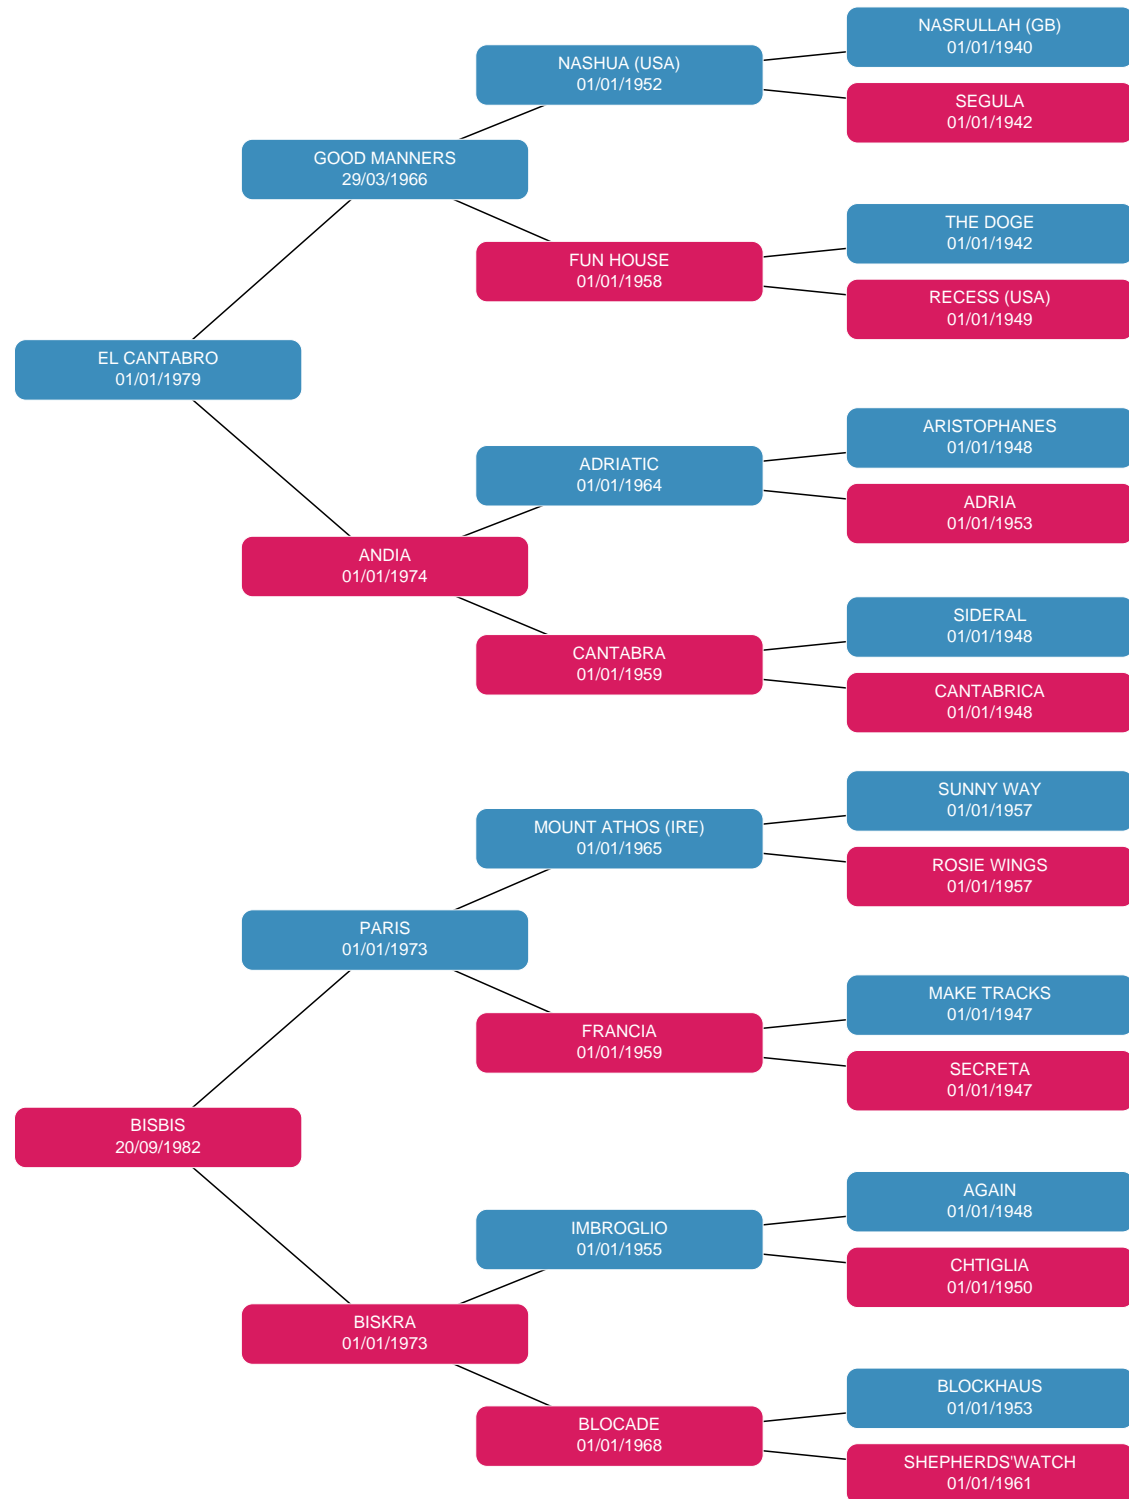 NASRULLAH (GB)
01/01/1940
NASHUA (USA)
01/01/1952
SEGULA
01/01/1942
GOOD MANNERS
29/03/1966
THE DOGE
01/01/1942
FUN HOUSE
01/01/1958
RECESS (USA)
01/01/1949
EL CANTABRO
01/01/1979
ARISTOPHANES
01/01/1948
ADRIATIC
01/01/1964
ADRIA
01/01/1953
ANDIA
01/01/1974
SIDERAL
01/01/1948
CANTABRA
01/01/1959
CANTABRICA
01/01/1948
SUNNY WAY
01/01/1957
MOUNT ATHOS (IRE)
01/01/1965
ROSIE WINGS
01/01/1957
PARIS
01/01/1973
MAKE TRACKS
01/01/1947
FRANCIA
01/01/1959
SECRETA
01/01/1947
BISBIS
20/09/1982
AGAIN
01/01/1948
IMBROGLIO
01/01/1955
CHTIGLIA
01/01/1950
BISKRA
01/01/1973
BLOCKHAUS
01/01/1953
BLOCADE
01/01/1968
SHEPHERDS'WATCH
01/01/1961